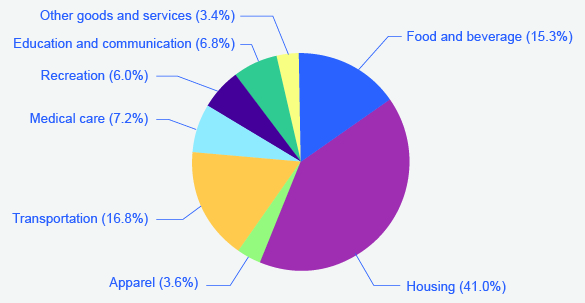 Other goods and services (3.4%)
Education and communication (6.8%)
Food and beverage (15.3%)
Recreation (6.0%)
Medical care (7.2%)
Transportation (16.8%)
Apparel (3.6%)
Housing (41.0%)